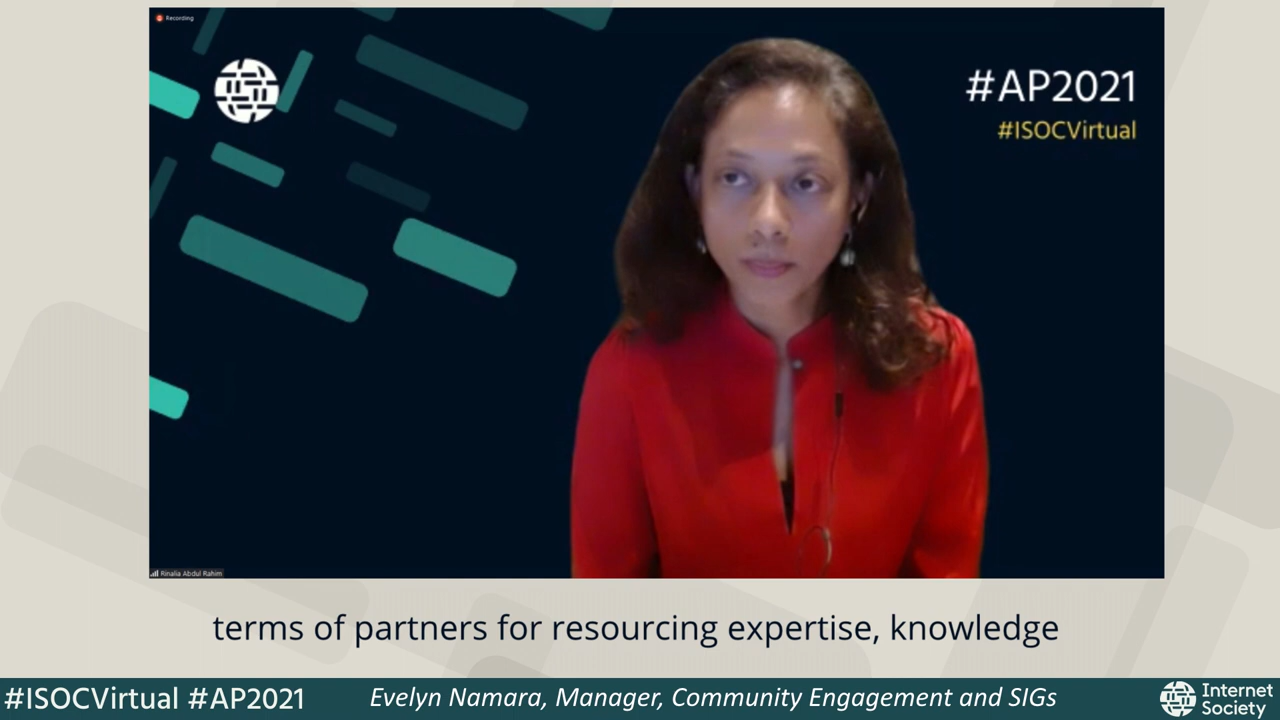 Recording
#AP2021
#ISOCVirtual
Rinalia Abdul Rahim
terms of partners for resourcing expertise, knowledge
#ISOCVirtual #AP2021
Evelyn Namara, Manager, Community Engagement and SIGs
Internet
Society